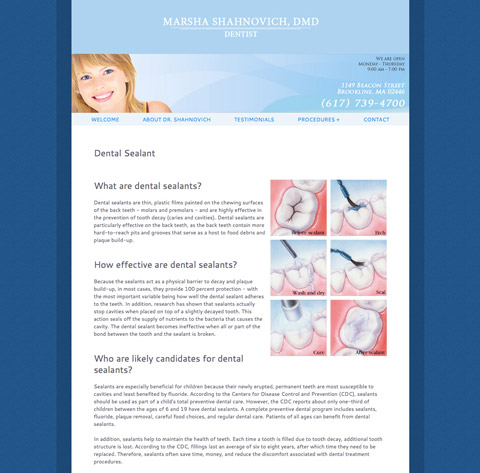 MARSHA SHAHNOVICH, DMD
DENTIST
WE ARE OPEN
MONDAY - THURSDAY
9:00 AM - 7:00 PM
1149 BEACON STREET
BROOKLINE, MA 02446
(617) 739-4700
WELCOME ABOUT DR. SHAHNOVICH TESTIMONIALS PROCEDURES + CONTACT
Dental Sealant
What are dental sealants?
Dental sealants are thin, plastic films painted on the chewing surfaces
of the back teeth - molars and premolars - and are highly effective in
the prevention of tooth decay (caries and cavities). Dental sealants are
particularly effective on the back teeth, as the back teeth contain more
hard-to-reach pits and grooves that serve as a host to food debris and
plaque build-up.
Before sealant
Etch
Wash and dry
Seal
Cure
After sealant
How effective are dental sealants?
Because the sealants act as a physical barrier to decay and plaque
build-up, in most cases, they provide 100 percent protection - with
the most important variable being how well the dental sealant adheres
to the teeth. In addition, research has shown that sealants actually
stop cavities when placed on top of a slightly decayed tooth. This
action seals off the supply of nutrients to the bacteria that causes the
cavity. The dental sealant becomes ineffective when all or part of the
bond between the tooth and the sealant is broken.
Who are likely candidates for dental
sealants?
Sealants are especially beneficial for children because their newly erupted, permanent teeth are most susceptible to
cavities and least benefited by fluoride. According to the Centers for Disease Control and Prevention (CDC), sealants
should be used as part of a child's total preventive dental care. However, the CDC reports about only one-third of
children between the ages of 6 and 19 have dental sealants. A complete preventive dental program includes sealants,
fluoride, plaque removal, careful food choices, and regular dental care. Patients of all ages can benefit from dental
sealants.
In addition, sealants help to maintain the health of teeth. Each time a tooth is filled due to tooth decay, additional tooth
structure is lost. According to the CDC, fillings last an average of six to eight years, after which time they need to be
replaced. Therefore, sealants often save time, money, and reduce the discomfort associated with dental treatment
procedures.